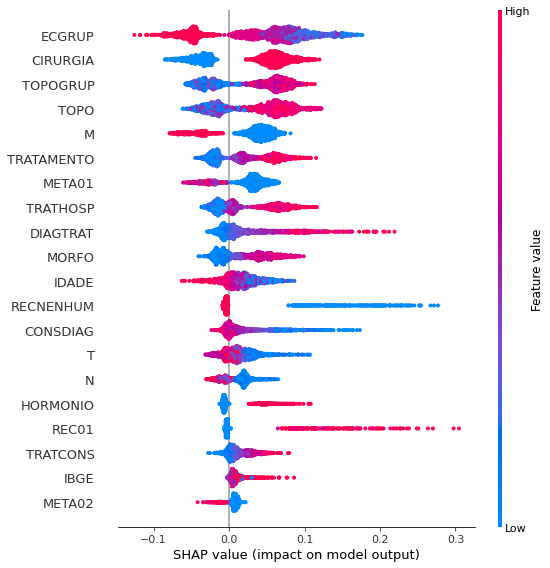 High
ECGRUP
CIRURGIA
TOPOGRUP
TOPO
M
TRATAMENTO
META01
TRATHOSP
DIAGTRAT
MORFO
IDADE
RECNENHUM
CONSDIAG
T
N
HORMONIO
REC01
TRATCONS
IBGE
META02
Feature value
Low
−0.1 0.0 0.1 0.2 0.3
SHAP value (impact on model output)